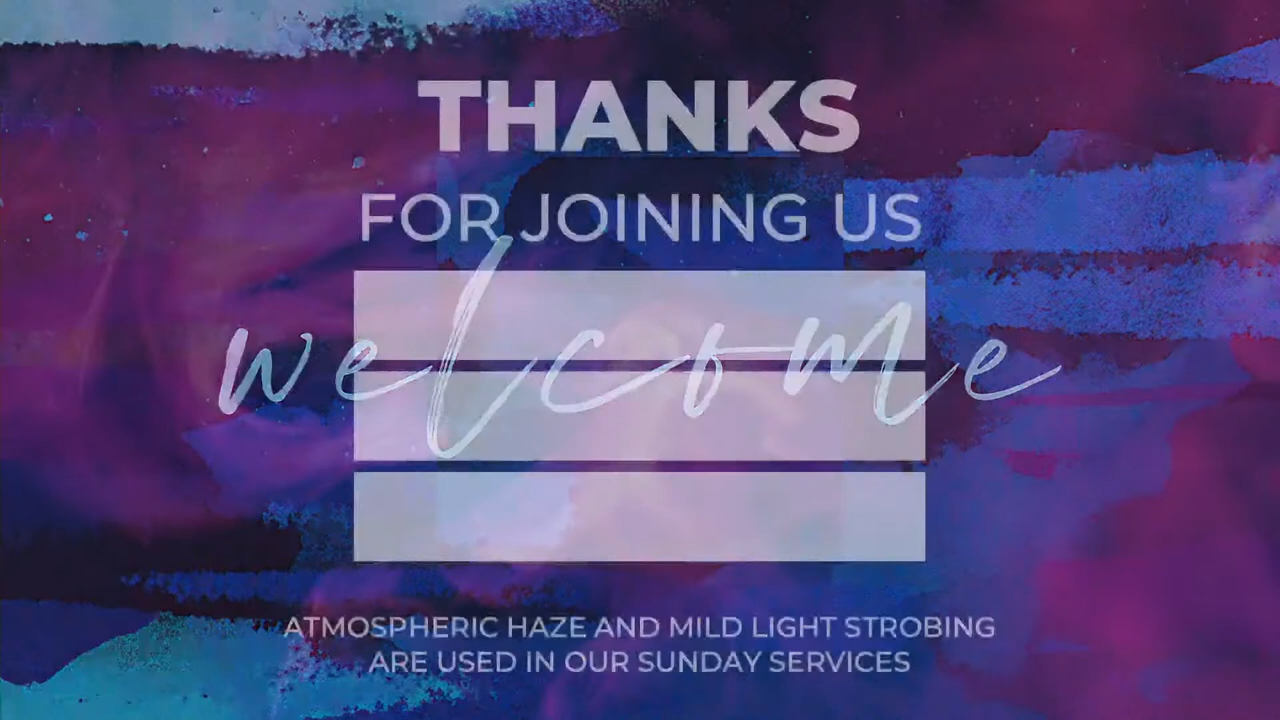 THANKS
FOR JOINING US
welcome
ATMOSPHERIC HAZE AND MILD LIGHT STROBING
ARE USED IN OUR SUNDAY SERVICES